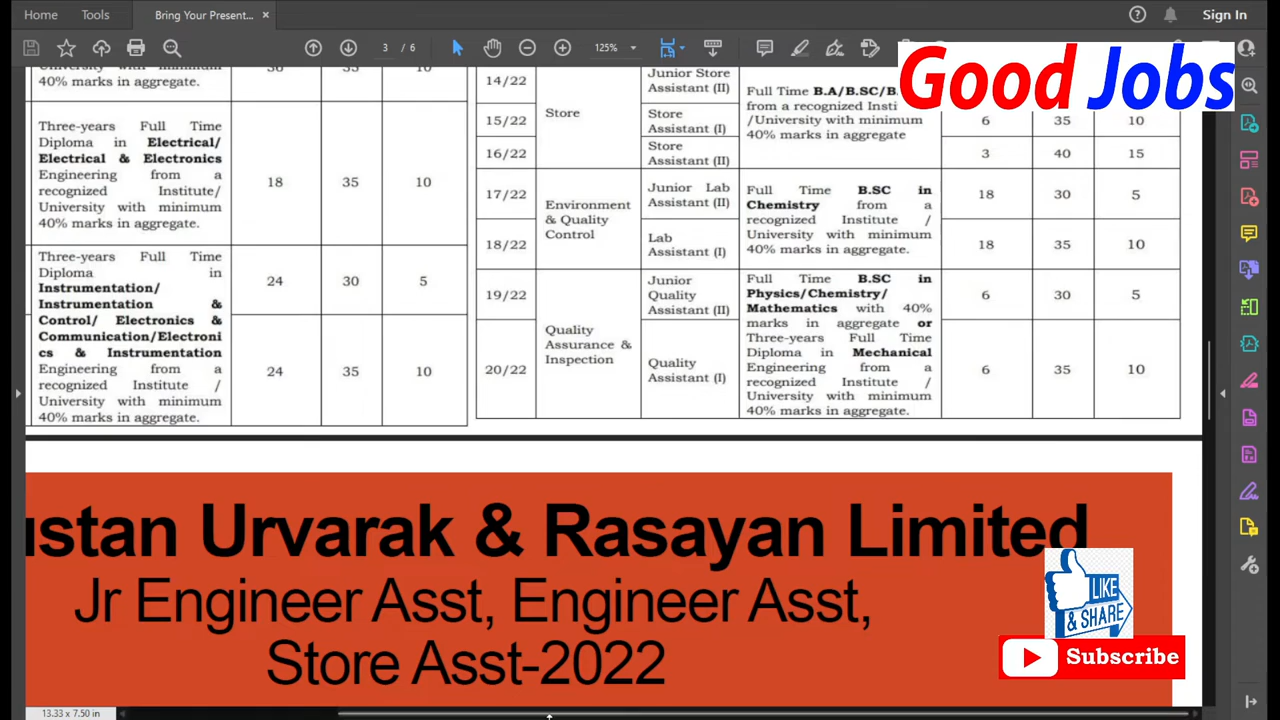 Home
Tools
Bring Your Present... ×
Sign In
3 / 6
125%
Good Jobs
40% marks in aggregate.
Three-years Full Time
Diploma in Electrical/
Electrical & Electronics
Engineering from a
recognized Institute/
University with minimum
40% marks in aggregate.
18
35
10
Three-years Full Time
Diploma in
Instrumentation/
Instrumentation &
Control/ Electronics &
Communication/Electroni
cs & Instrumentation
Engineering from a
recognized Institute /
University with minimum
40% marks in aggregate.
24
30
5
24
35
10
14/22
Store
Junior Store
Assistant (II)
Full Time B.A/B.SC/B.
from a recognized Insti
/University with minimum
40% marks in aggregate
15/22
Store
Assistant (I)
6
35
10
16/22
Store
Assistant (II)
3
40
15
17/22
Environment
& Quality
Control
Junior Lab
Assistant (II)
Full Time B.SC in
Chemistry from a
recognized Institute /
University with minimum
40% marks in aggregate.
18
30
5
18/22
Lab
Assistant (I)
18
35
10
19/22
Quality
Assurance &
Inspection
Junior
Quality
Assistant (II)
Full Time B.SC in
Physics/Chemistry/
Mathematics with 40%
marks in aggregate or
Three-years Full Time
Diploma in Mechanical
Engineering from a
recognized Institute /
University with minimum
40% marks in aggregate.
6
30
5
20/22
Quality
Assistant (I)
6
35
10
ustan Urvarak & Rasayan Limited
Jr Engineer Asst, Engineer Asst,
Store Asst-2022
LIKE
& SHARE
Subscribe
13.33 x 7.50 in